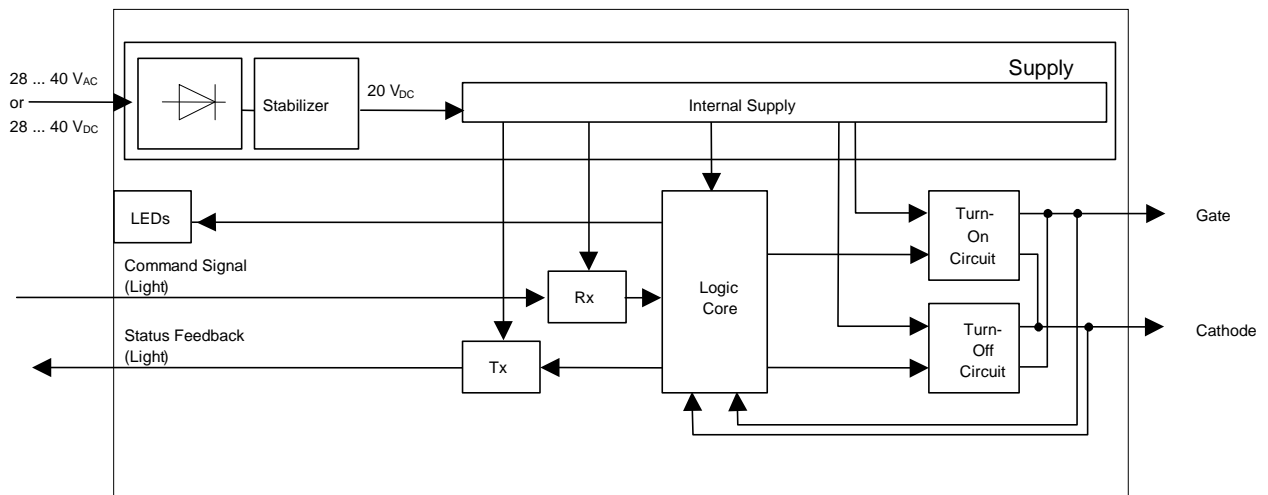 Supply
28 ... 40 VAC
or
28 ... 40 VDC
Stabilizer
20 VDC
Internal Supply
LEDs
Command Signal
(Light)
Rx
Status Feedback
(Light)
Tx
Logic
Core
Turn-
On
Circuit
Turn-
Off
Circuit
Gate
Cathode